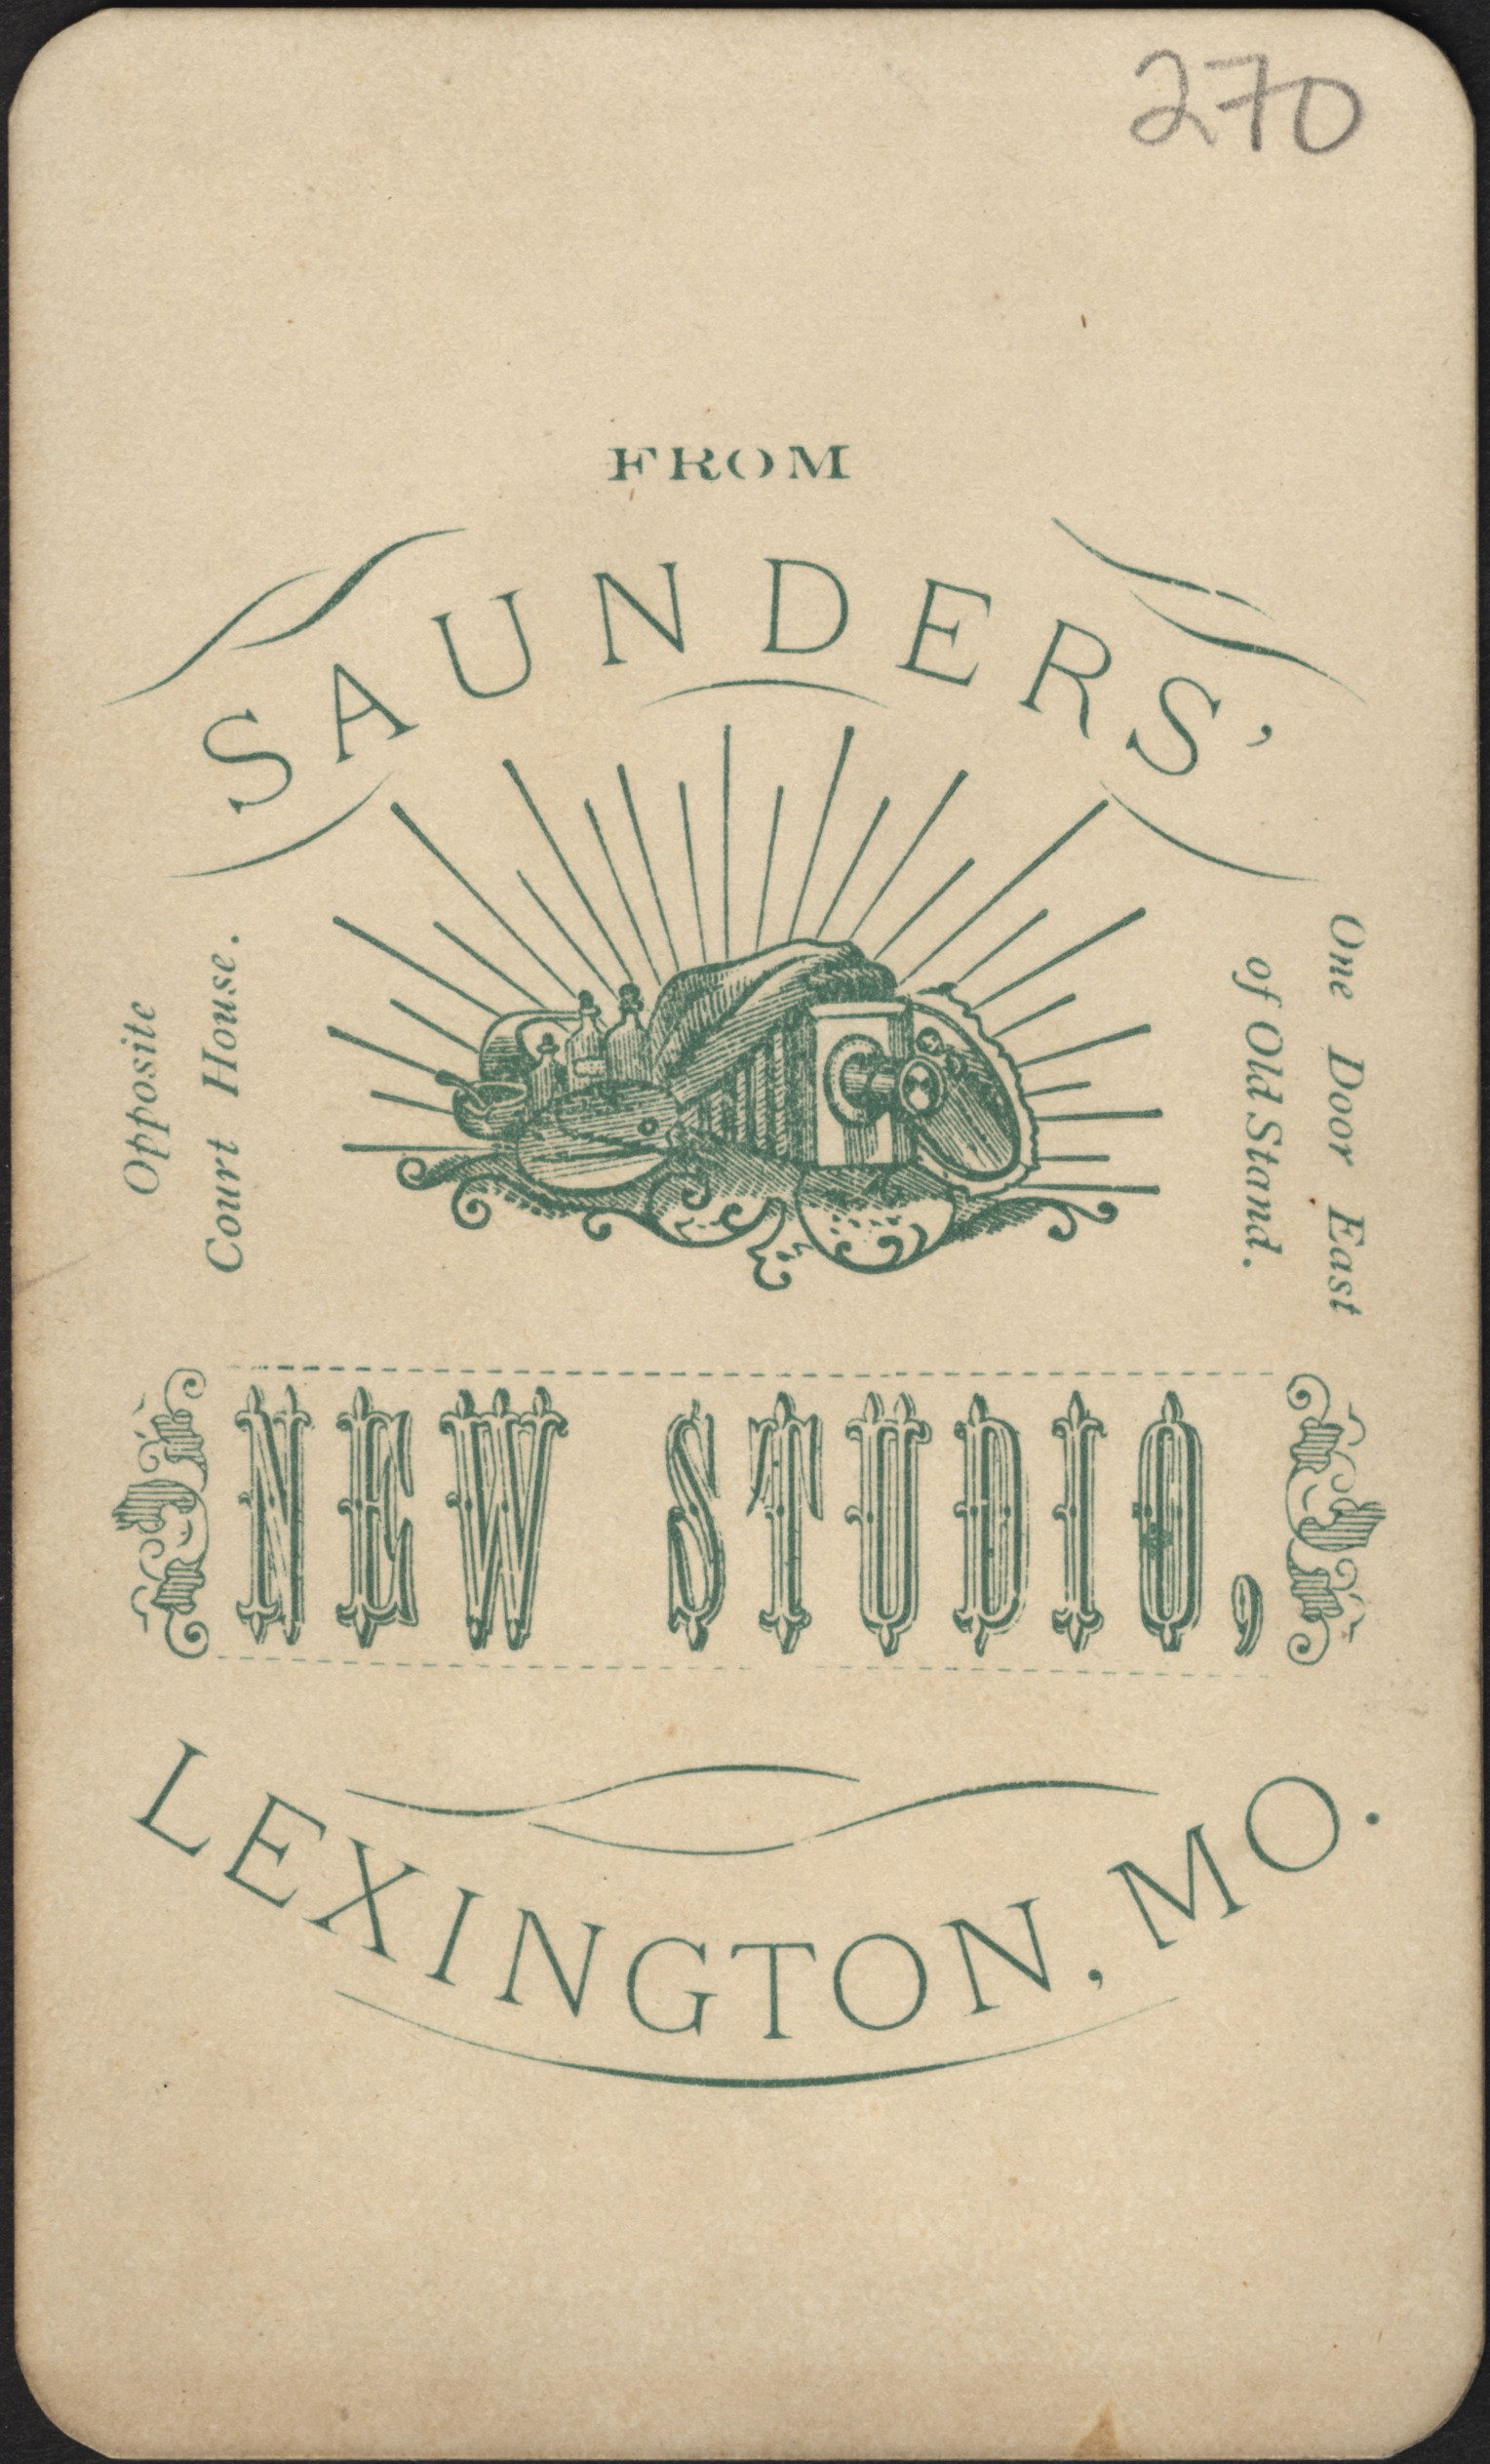 270
FROM
SAUNDERS'
Opposite
Court House.
One Door East
of Old Stand.
NEW STUDIO,
LEXINGTON, MO.